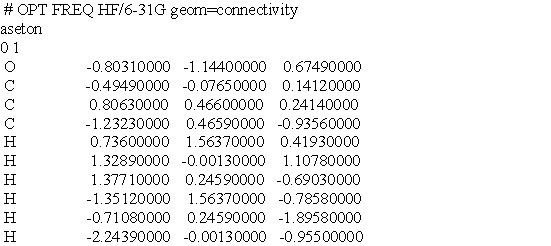 # OPT FREQ HF/6-31G geom=connectivity
aseton
0 1
O -0.80310000 -1.14400000 0.67490000
C -0.49490000 -0.07650000 0.14120000
C 0.80630000 0.46600000 0.24140000
C -1.23230000 0.46590000 -0.93560000
H 0.73600000 1.56370000 0.41930000
H 1.32890000 -0.00130000 1.10780000
H 1.37710000 0.24590000 -0.69030000
H -1.35120000 1.56370000 -0.78580000
H -0.71080000 0.24590000 -1.89580000
H -2.24390000 -0.00130000 -0.95500000